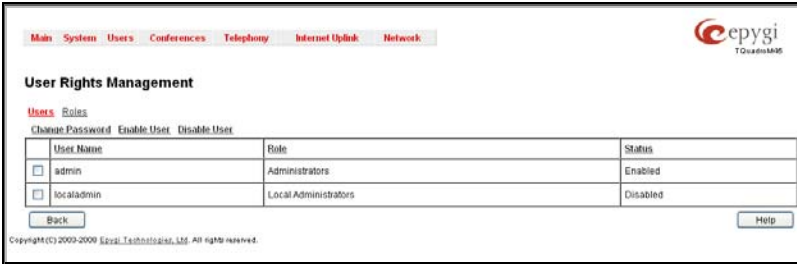 Main System Users Conferences Telephony Internet Uplink Network
epygi
User Rights Management
Users Roles
Change Password Enable User Disable User
User Name Role Status
admin Administrators Enabled
localadmin Local Administrators Disabled
Back Help
Copyright (C) 2003-2008 Epygi Technologies, Ltd. All rights reserved.